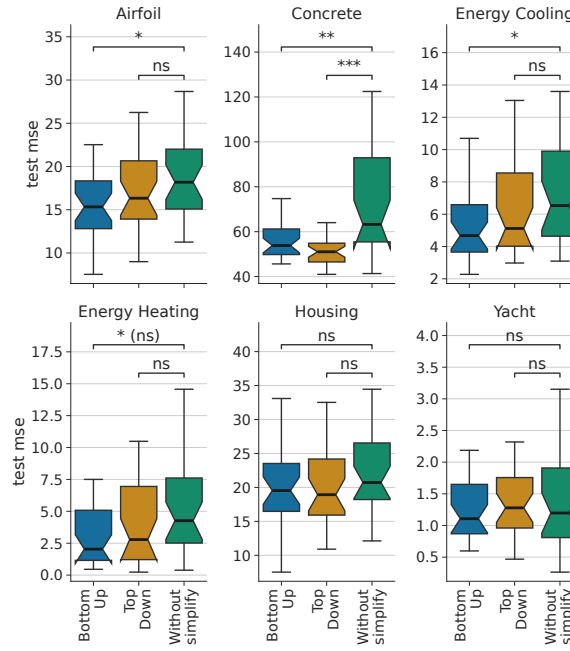 Airfoil
Concrete
Energy Cooling
test mse
35
30
25
20
15
10
*
ns
140
120
100
80
60
40
**
***
16
14
12
10
8
6
4
2
*
ns
Energy Heating
Housing
Yacht
test mse
17.5
15.0
12.5
10.0
7.5
5.0
2.5
0.0
* (ns)
ns
40
35
30
25
20
15
10
ns
ns
4.0
3.5
3.0
2.5
2.0
1.5
1.0
0.5
ns
ns
Bottom
Up
Top
Down
Without
simplify
Bottom
Up
Top
Down
Without
simplify
Bottom
Up
Top
Down
Without
simplify